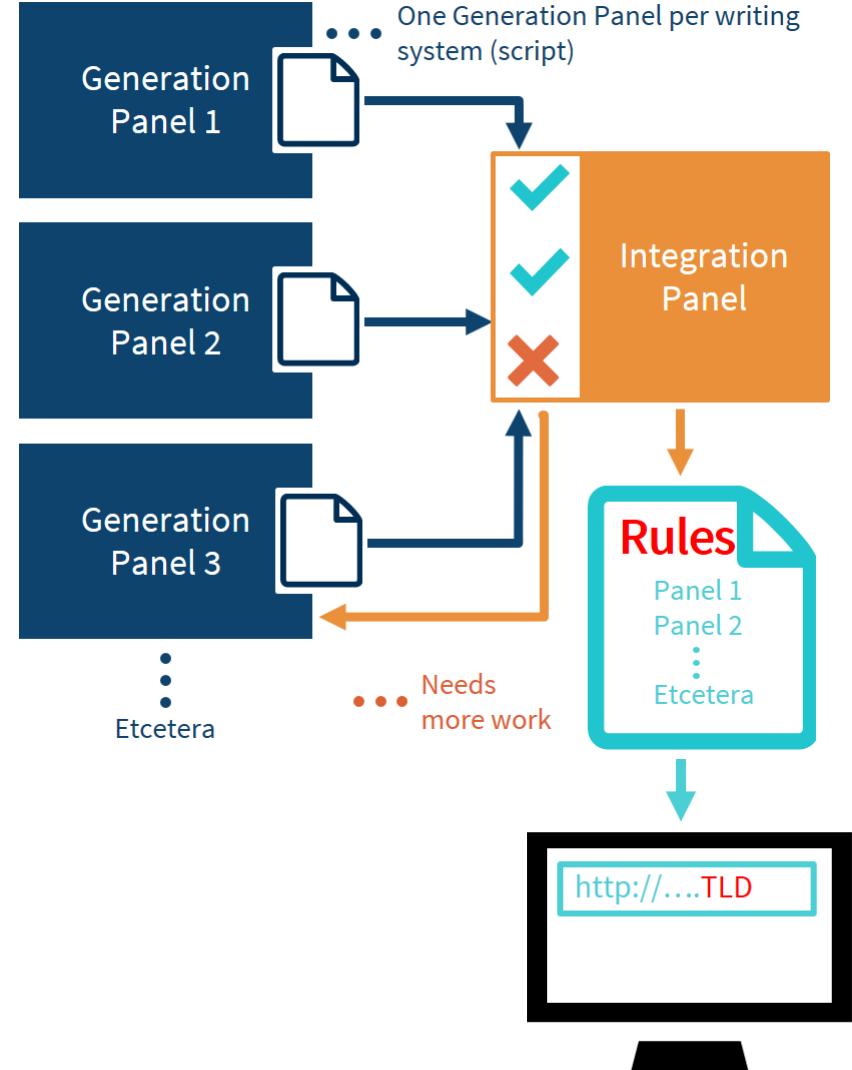 One Generation Panel per writing
system (script)
Generation
Panel 1
Generation
Panel 2
Integration
Panel
Generation
Panel 3
Rules
Panel 1
Panel 2
Etcetera
Needs
more work
Etcetera
http://....TLD